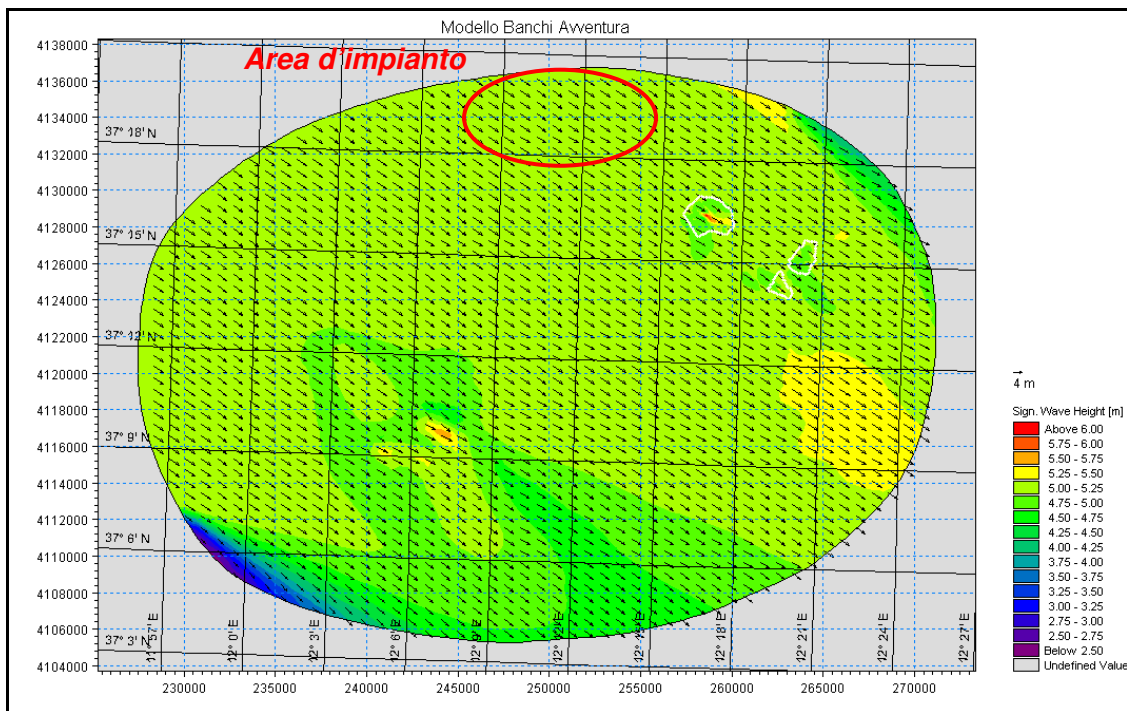 Modello Banchi Avventura
Area d'impianto
4138000
4136000
4134000
4132000
4130000
4128000
4126000
4124000
4122000
4120000
4118000
4116000
4114000
4112000
4110000
4108000
4106000
4104000
37° 18' N
37° 15' N
37° 12' N
37° 9' N
37° 6' N
37° 3' N
11° 57' E
12° 0' E
12° 3' E
12° 6' E
12° 12' E
12° 15' E
12° 18' E
12° 21' E
12° 24' E
12° 27' E
230000
235000
240000
245000
250000
255000
260000
265000
270000
4 m
Sign. Wave Height [m]
Above 6.00
5.75 - 6.00
5.50 - 5.75
5.25 - 5.50
5.00 - 5.25
4.75 - 5.00
4.50 - 4.75
4.25 - 4.50
4.00 - 4.25
3.75 - 4.00
3.50 - 3.75
3.25 - 3.50
3.00 - 3.25
2.75 - 3.00
2.50 - 2.75
Below 2.50
Undefined Value